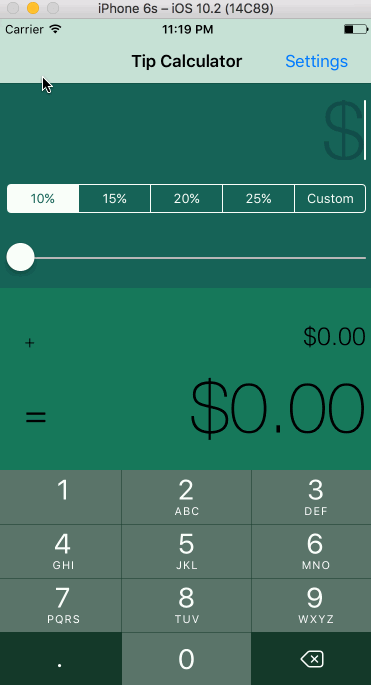 iPhone 6s – iOS 10.2 (14C89)
Carrier 11:19 PM
Tip Calculator Settings
$
10% 15% 20% 25% Custom
+ $0.00
= $0.00
1 2 3
ABC DEF
4 5 6
GHI JKL MNO
7 8 9
PQRS TUV WXYZ
. 0